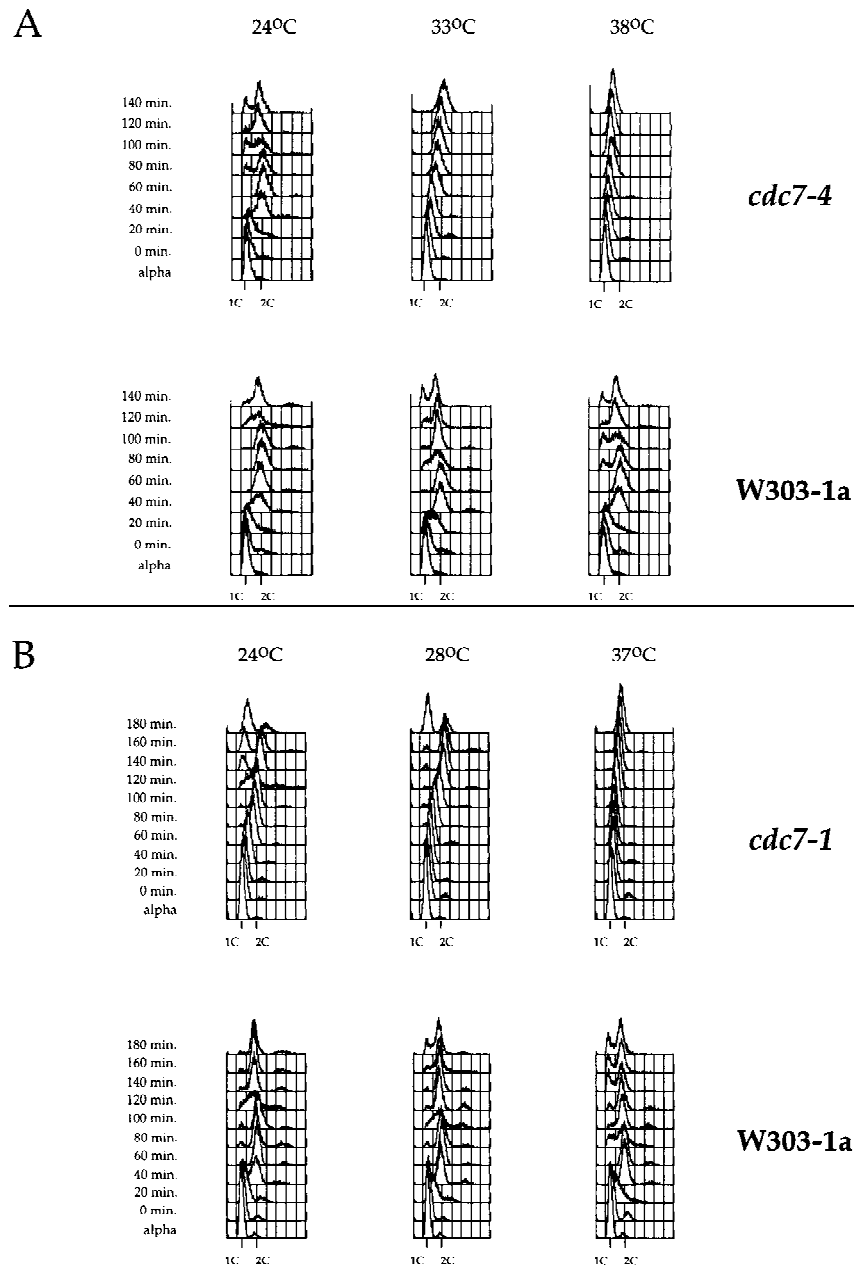 A
24°C 33°C 38°C
140 min.
120 min.
100 min.
80 min.
60 min.
40 min.
20 min.
0 min.
alpha
cdc7-4
1C 2C 1C 2C 1C 2C
140 min.
120 min.
100 min.
80 min.
60 min.
40 min.
20 min.
0 min.
alpha
W303-1a
1C 2C 1C 2C 1C 2C
B
24°C 28°C 37°C
180 min.
160 min.
140 min.
120 min.
100 min.
80 min.
60 min.
40 min.
20 min.
0 min.
alpha
cdc7-1
1C 2C 1C 2C 1C 2C
180 min.
160 min.
140 min.
120 min.
100 min.
80 min.
60 min.
40 min.
20 min.
0 min.
alpha
W303-1a
1C 2C 1C 2C 1C 2C